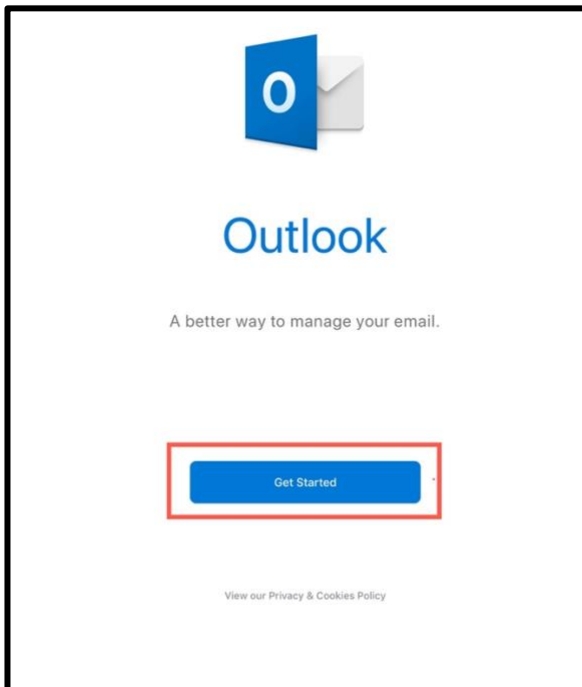 O
Outlook
A better way to manage your email.
Get Started
View our Privacy & Cookies Policy